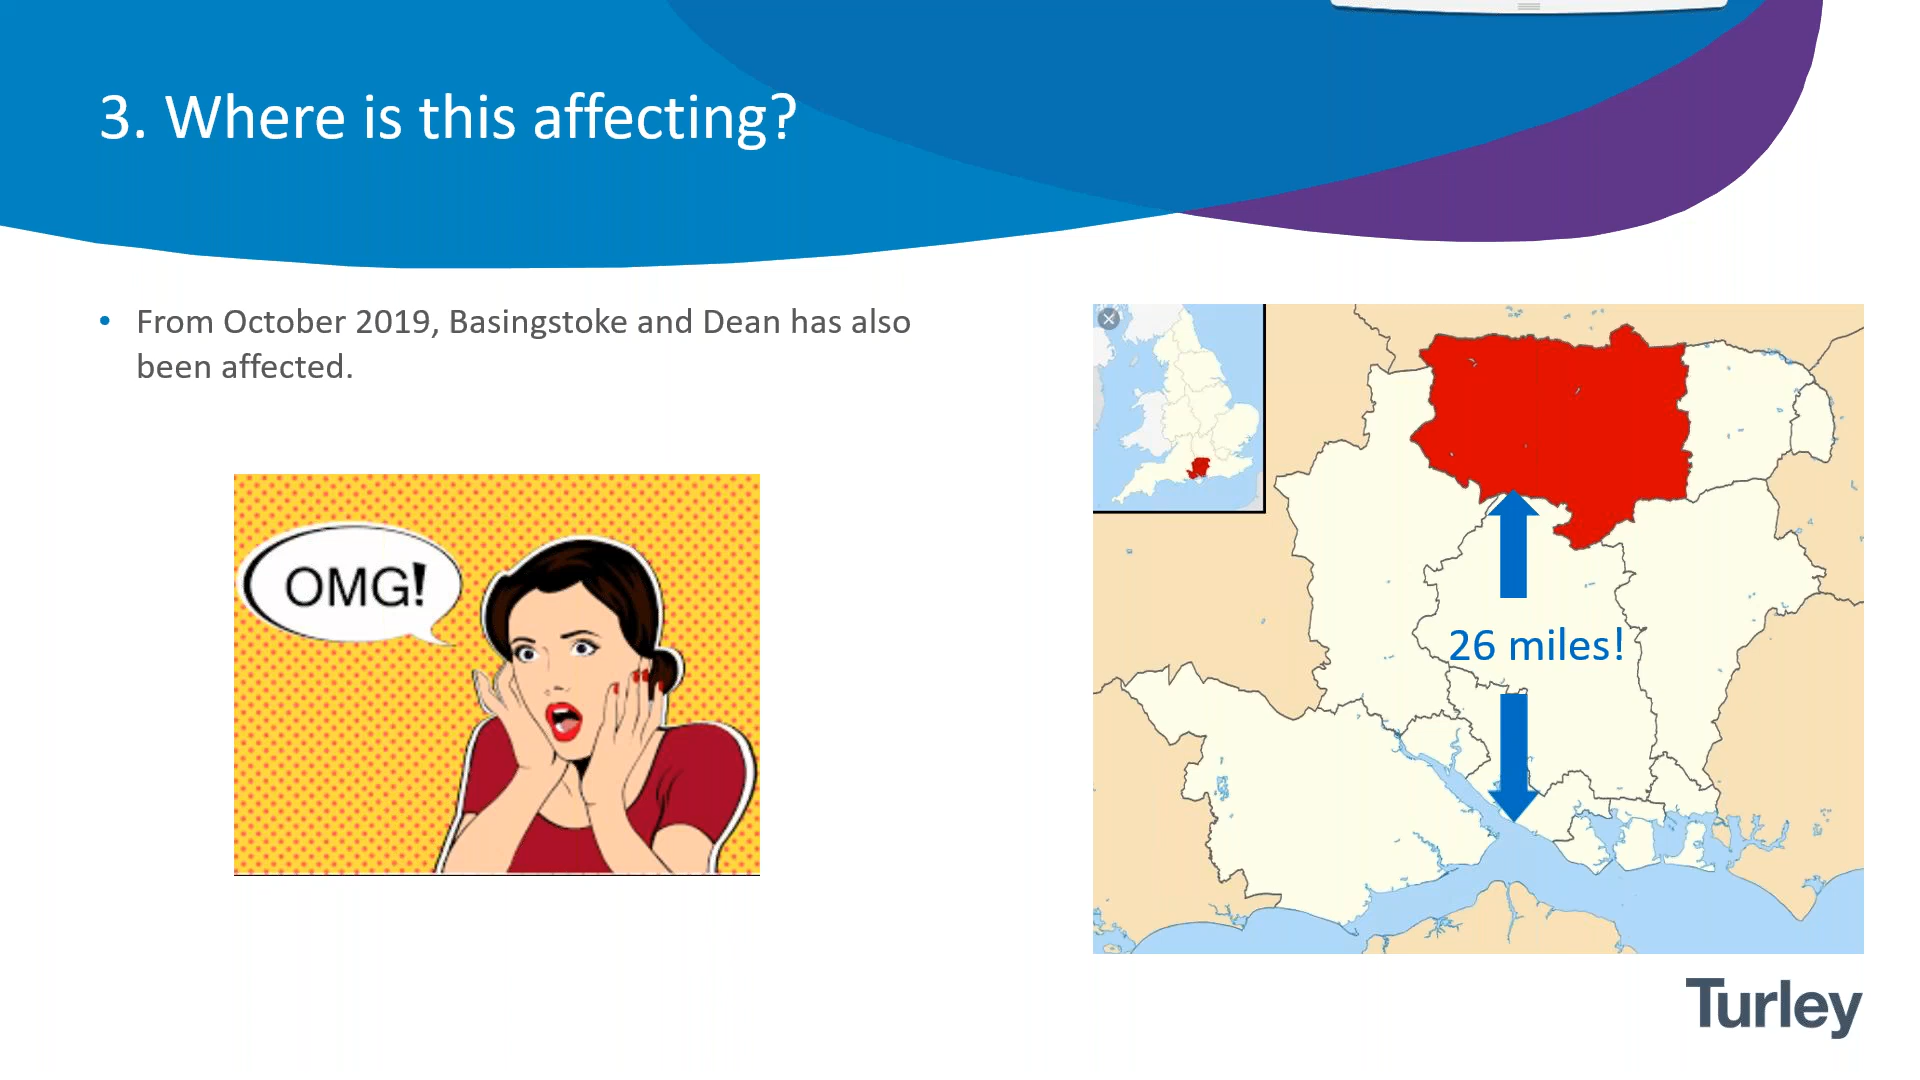 3. Where is this affecting?
• From October 2019, Basingstoke and Dean has also
been affected.
OMG!
26 miles!
Turley